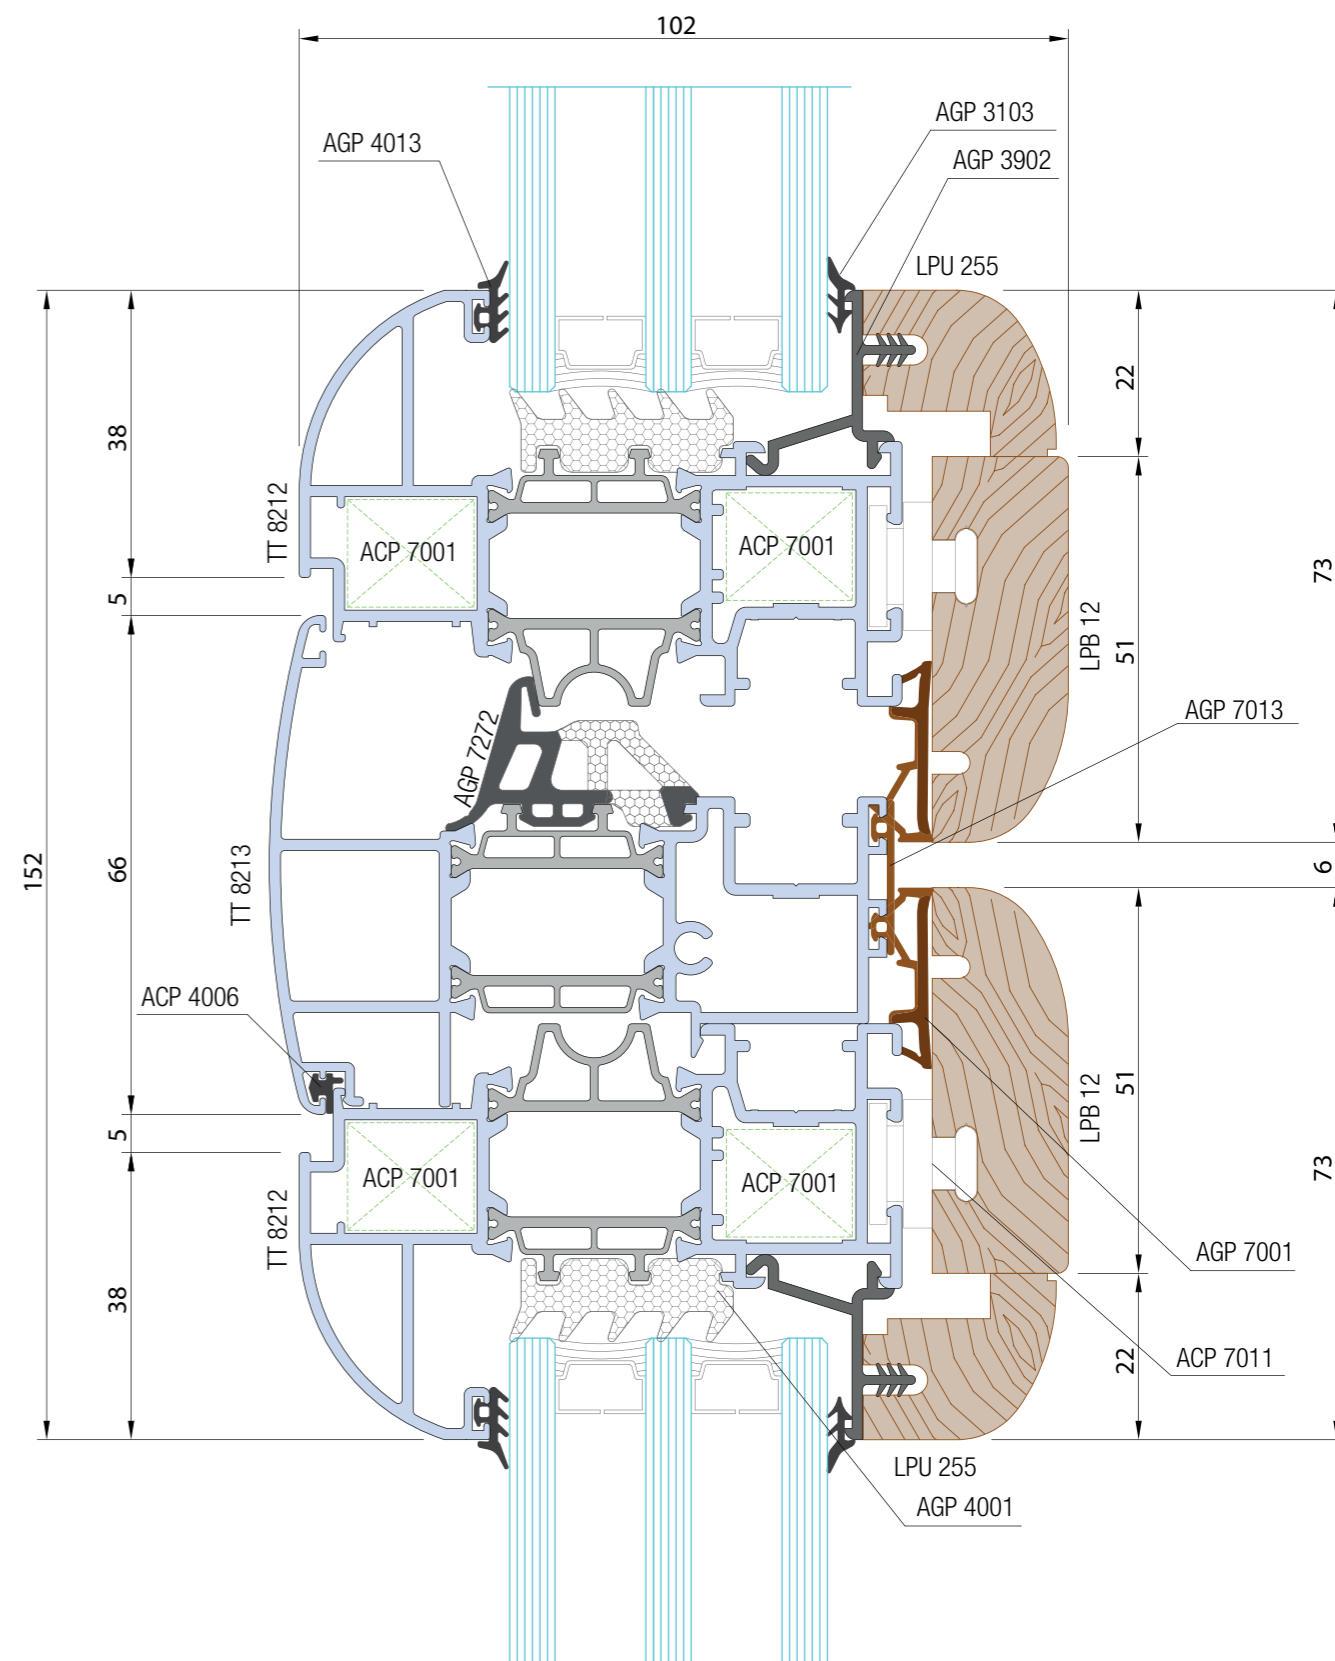 102
AGP 3103
AGP 4013
AGP 3902
LPU 255
22
38
TT 8212
ACP 7001
ACP 7001
73
5
LPB 12
51
AGP 7013
AGP 7272
152
66
TT 8213
6
ACP 4006
LPB 12
51
5
ACP 7001
ACP 7001
73
TT 8212
AGP 7001
38
22
ACP 7011
LPU 255
AGP 4001